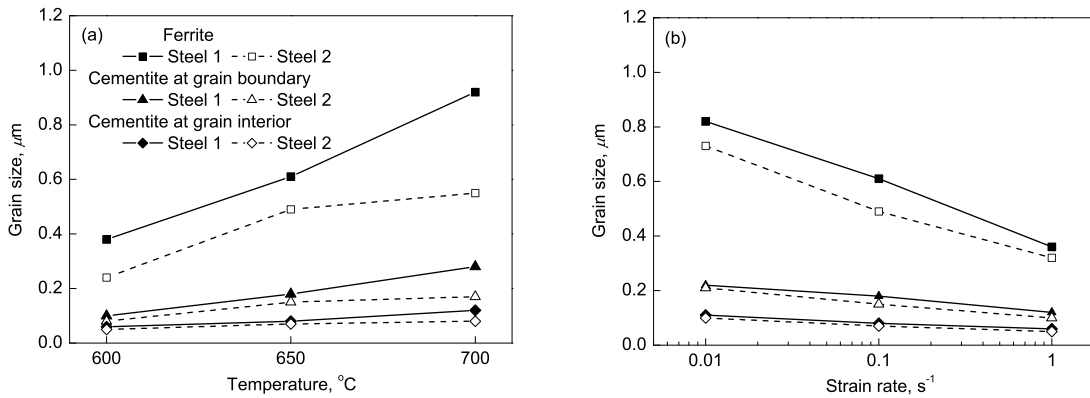 1.2
1.0
0.8
0.6
0.4
0.2
0.0
Grain size, μm
(a)
Ferrite
Steel 1 Steel 2
Cementite at grain boundary
Steel 1 Steel 2
Cementite at grain interior
Steel 1 Steel 2
600 650 700
Temperature, °C
1.2
1.0
0.8
0.6
0.4
0.2
0.0
Grain size, μm
(b)
0.01 0.1 1
Strain rate, s⁻¹